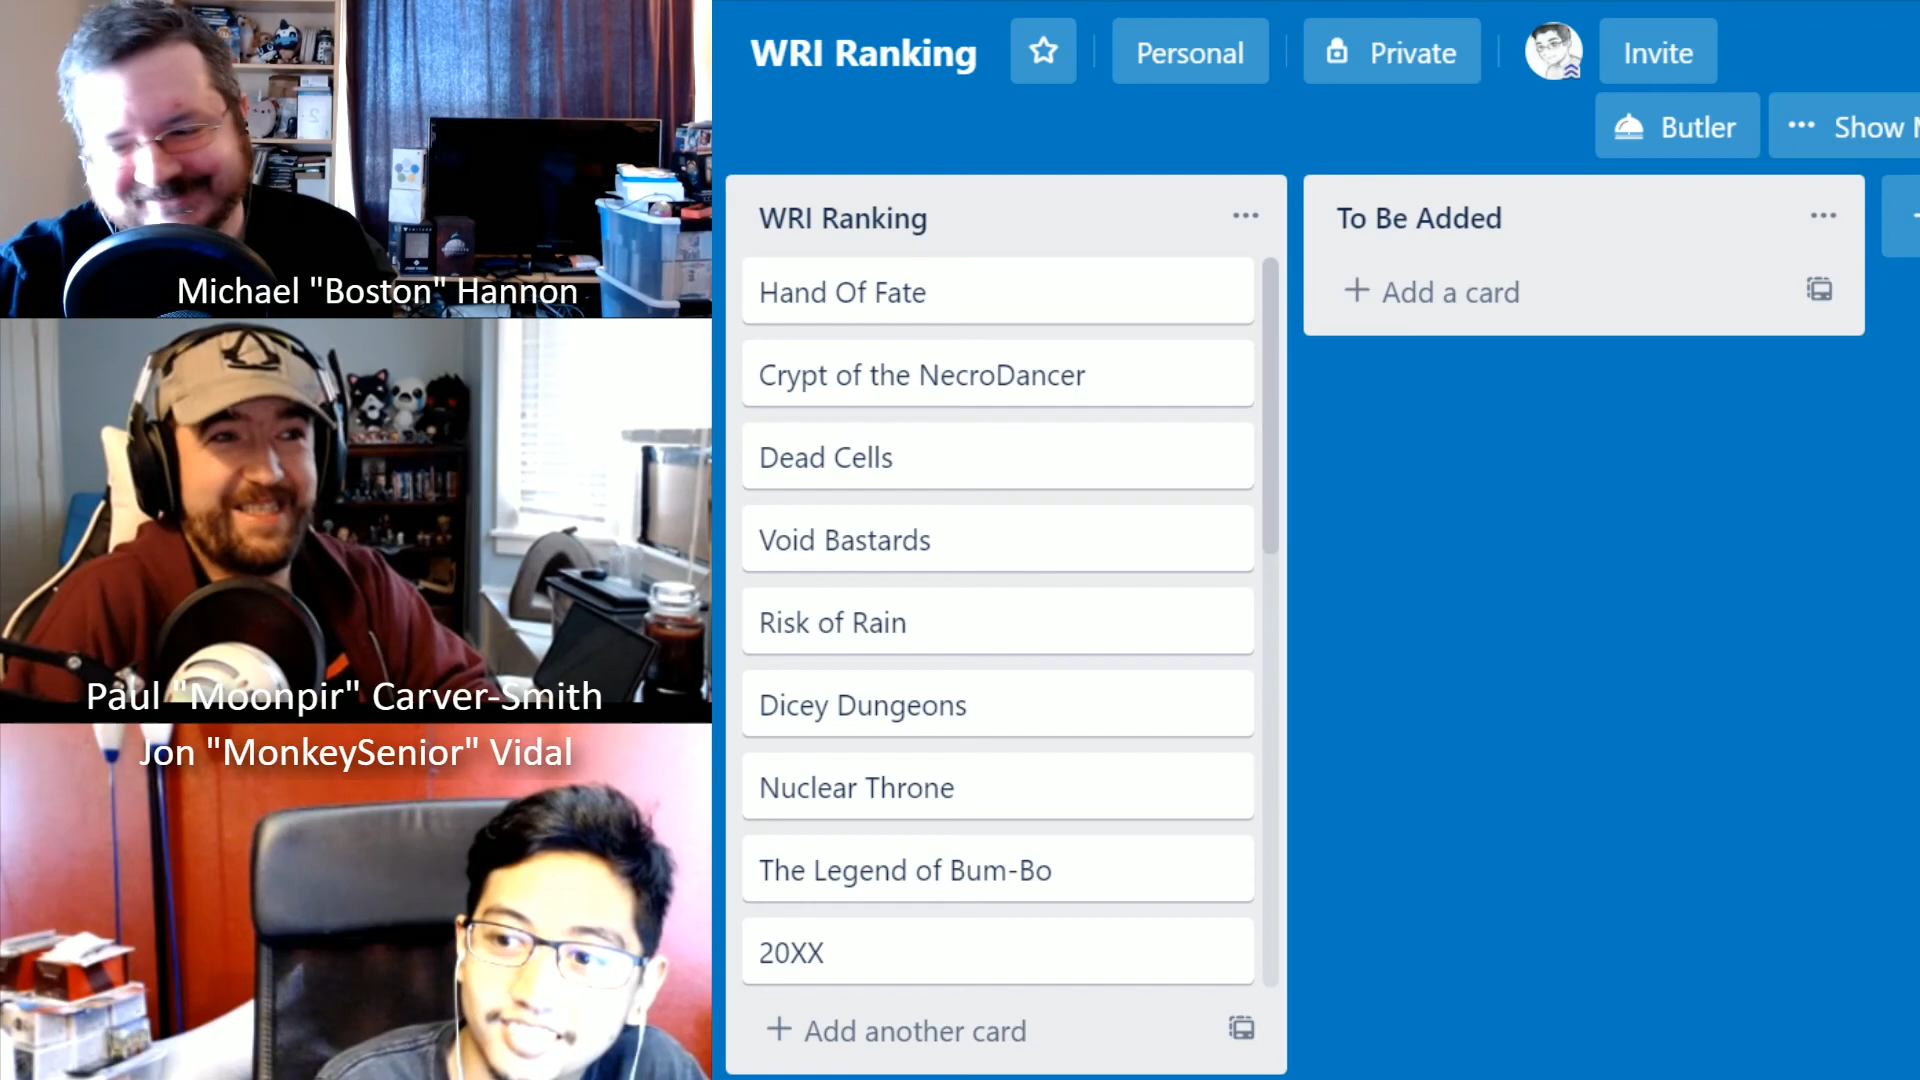 Michael "Boston" Hannon
Paul "Moonpir" Carver-Smith
Jon "MonkeySenior" Vidal
WRI Ranking
Personal
Private
Invite
Butler
Show
WRI Ranking
Hand Of Fate
Crypt of the NecroDancer
Dead Cells
Void Bastards
Risk of Rain
Dicey Dungeons
Nuclear Throne
The Legend of Bum-Bo
20XX
Add another card
To Be Added
Add a card